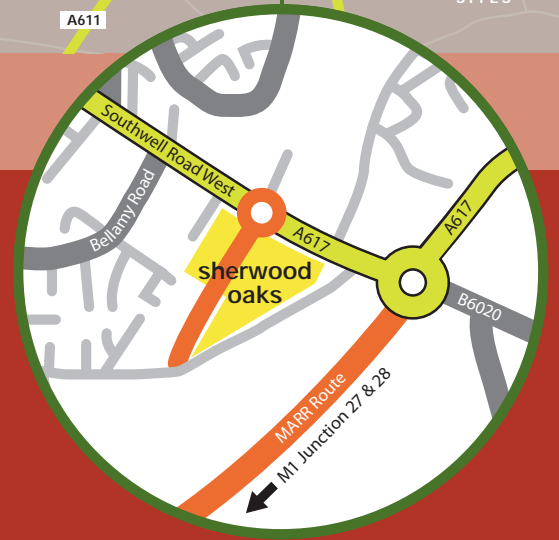 A611
Southwell Road West
Bellamy Road
A617
A617
sherwood
oaks
B6020
MARR Route
M1 Junction 27 & 28